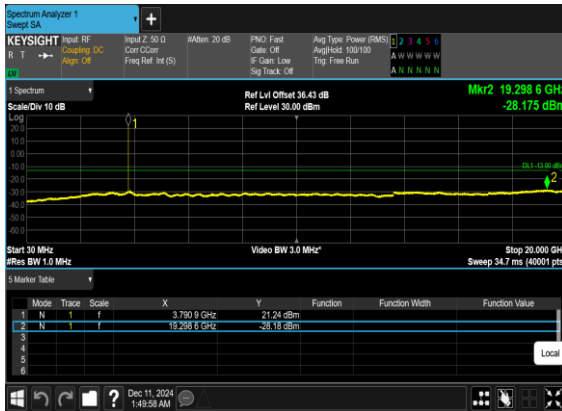 Spectrum Analyzer 1
Swept SA
+
KEYSIGHT
R T
LNI
Input: RF
Coupling: DC
Align: Off
Input Z: 50 Ω
Corr CCorr
Freq Ref: Int (S)
#Atten: 20 dB
PNO: Fast
Gate: Off
IF Gain: Low
Sig Track: Off
Avg Type: Power (RMS)
Avg|Hold: 100/100
Trig: Free Run
1 2 3 4 5 6
A W W W W W
A N N N N N
1 Spectrum
Scale/Div 10 dB
Ref Lvl Offset 36.43 dB
Ref Level 30.00 dBm
Mkr2 19.298 6 GHz
-28.175 dBm
Log
20.0
10.0
0.00
-10.0
-20.0
-30.0
-40.0
-50.0
-60.0
1
DL1 -13.00 dBm
2
Start 30 MHz
#Res BW 1.0 MHz
Video BW 3.0 MHz*
Stop 20.000 GHz
Sweep 34.7 ms (40001 pts)
5 Marker Table
Mode Trace Scale X Y Function Function Width Function Value
1 N 1 f 3.790 9 GHz 21.24 dBm
2 N 1 f 19.298 6 GHz -28.18 dBm
3
4
5
6
Local
?
Dec 11, 2024
1:49:58 AM